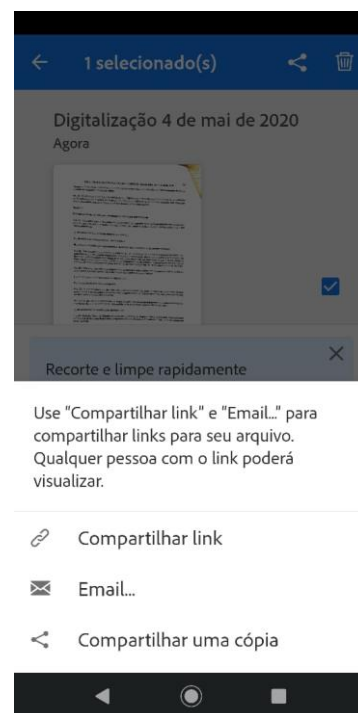 1 selecionado(s)
Digitalização 4 de mai de 2020
Agora
Recorte e limpe rapidamente
Use "Compartilhar link" e "Email..." para
compartilhar links para seu arquivo.
Qualquer pessoa com o link poderá
visualizar.
Compartilhar link
Email...
Compartilhar uma cópia